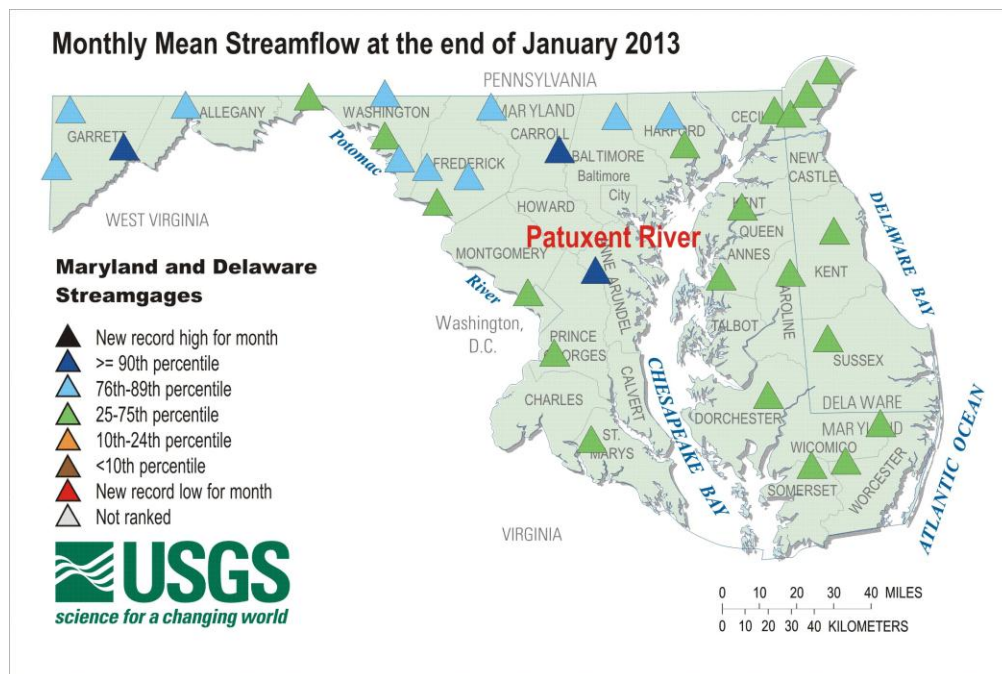 Monthly Mean Streamflow at the end of January 2013
PENNSYLVANIA
GARRETT
ALLEGANY
WASHINGTON
MARYLAND
CARROLL
HARFORD
CECIL
Potomac
FREDERICK
BALTIMORE
Baltimore
City
NEW
CASTLE
WEST VIRGINIA
HOWARD
KENT
QUEEN
ANNES
DELAWARE BAY
Patuxent River
MONTGOMERY
ANNE ARUNDEL
KENT
River
Washington,
D.C.
PRINCE
GEORGES
TALBOT
CAROLINE
SUSSEX
CHARLES
CALVERT
CHESAPEAKE BAY
DORCHESTER
DELAWARE
MARYLAND
ST.
MARYS
WICOMICO
SOMERSET
WORCESTER
ATLANTIC OCEAN
VIRGINIA
Maryland and Delaware
Streamgages
New record high for month
>= 90th percentile
76th-89th percentile
25-75th percentile
10th-24th percentile
<10th percentile
New record low for month
Not ranked
USGS
science for a changing world
0 10 20 30 40 MILES
0 10 20 30 40 KILOMETERS